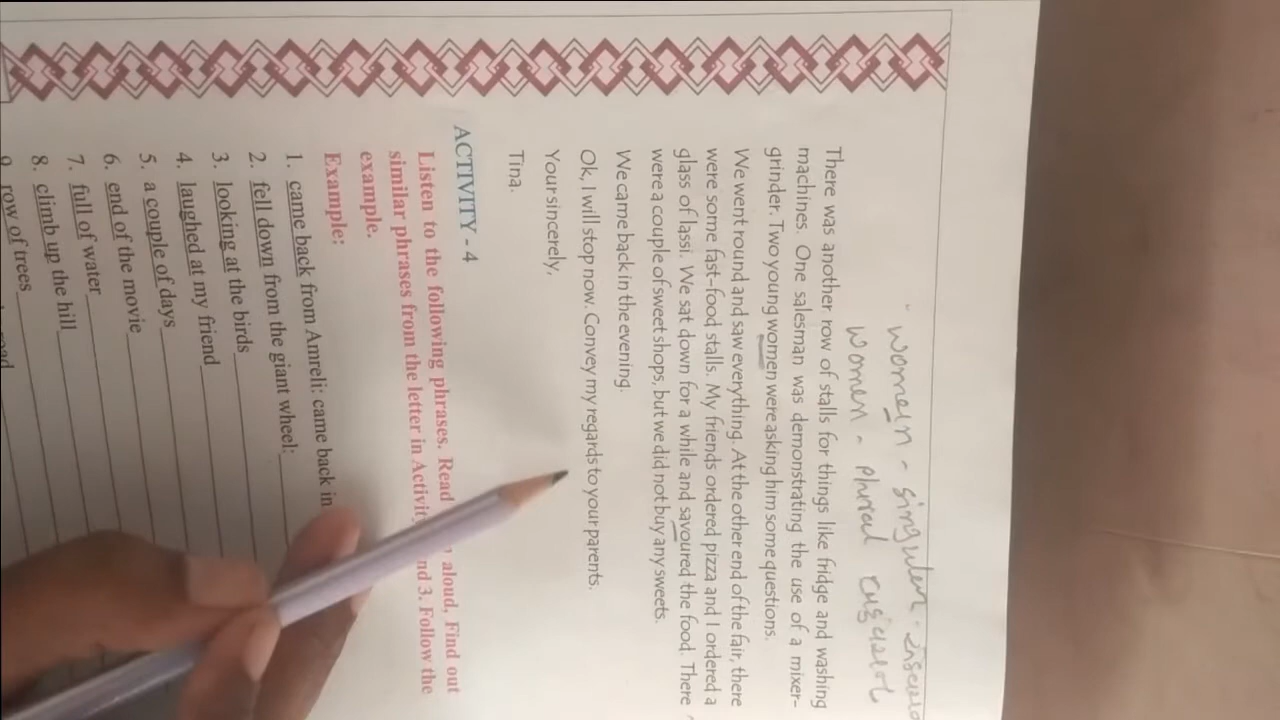 women - singular -
women - plural
There was another row of stalls for things like fridge and washing
machines. One salesman was demonstrating the use of a mixer-
grinder. Two young women were asking him some questions.
We went round and saw everything. At the other end of the fair, there
were some fast-food stalls. My friends ordered pizza and I ordered a
glass of lassi. We sat down for a while and savoured the food. There
were a couple of sweet shops, but we did not buy any sweets.
We came back in the evening.
Ok, I will stop now. Convey my regards to your parents.
Your sincerely,
Tina.
ACTIVITY - 4
Listen to the following phrases. Read aloud, Find out
similar phrases from the letter in 3. Follow the
example.
Example:
1. came back from Amreli: came back in
2. fell down from the giant wheel:
3. looking at the birds
4. laughed at my friend
5. a couple of days
6. end of the movie
7. full of water
8. climb up the hill
9. row of trees